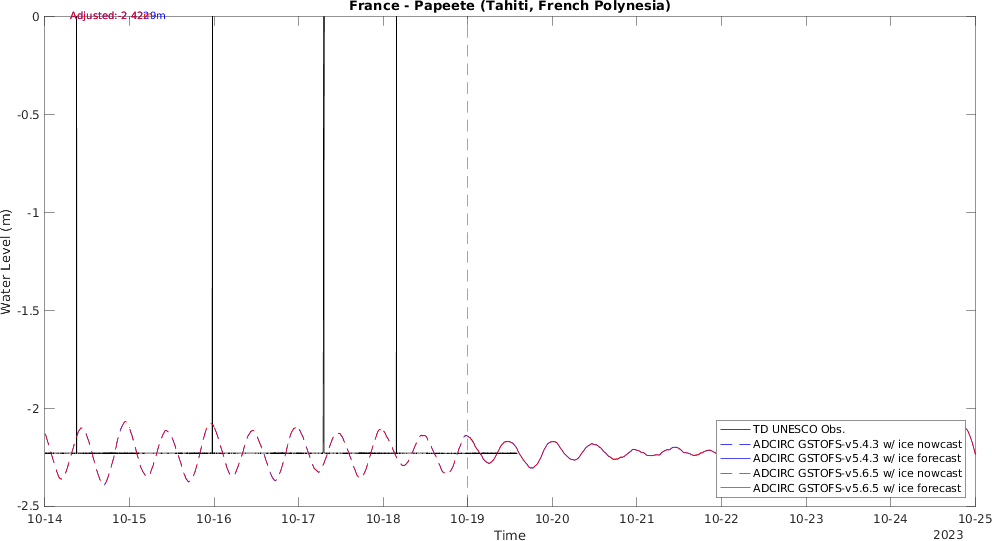 France - Papeete (Tahiti, French Polynesia)
0
-0.5
-1
-1.5
-2
-2.5
Water Level (m)
10-14
10-15
10-16
10-17
10-18
10-19
10-20
10-21
10-22
10-23
10-24
10-25
Time
2023
TD UNESCO Obs.
ADCIRC GSTOFS-v5.4.3 w/ ice nowcast
ADCIRC GSTOFS-v5.4.3 w/ ice forecast
ADCIRC GSTOFS-v5.6.5 w/ ice nowcast
ADCIRC GSTOFS-v5.6.5 w/ ice forecast